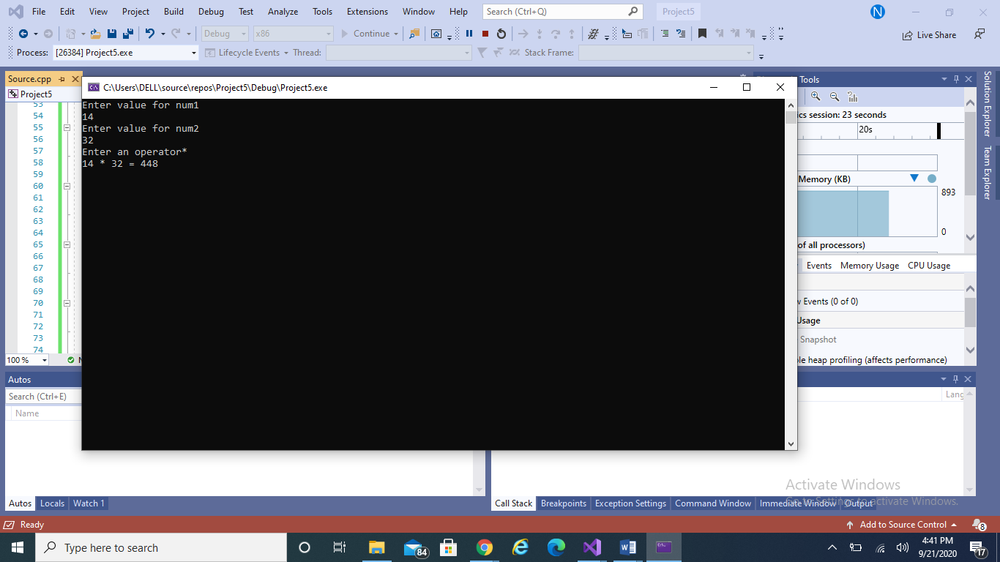 File Edit View Project Build Debug Test Analyze Tools Extensions Window Help Search (Ctrl+Q) Project5 N
Debug x86 Continue Live Share
Process: [26384] Project5.exe Lifecycle Events Thread: Stack Frame:
Source.cpp
Project5
C:\Users\DELL\source\repos\Project5\Debug\Project5.exe
Enter value for num1
14
Enter value for num2
32
Enter an operator*
14 * 32 = 448
53
54
55
56
57
58
59
60
61
62
63
64
65
66
67
68
69
70
71
72
73
74
100 %
Tools
ics session: 23 seconds
20s
Memory (KB)
893
0
of all processors)
Events Memory Usage CPU Usage
Events (0 of 0)
Usage
Snapshot
le heap profiling (affects performance)
Solution Explorer
Team Explorer
Autos
Search (Ctrl+E)
Name
Lang
Autos Locals Watch 1
Call Stack Breakpoints Exception Settings Command Window Immediate Window Output
Activate Windows
Go to Settings to activate Windows.
Ready
Add to Source Control
8
Type here to search
84
4:41 PM
9/21/2020
17